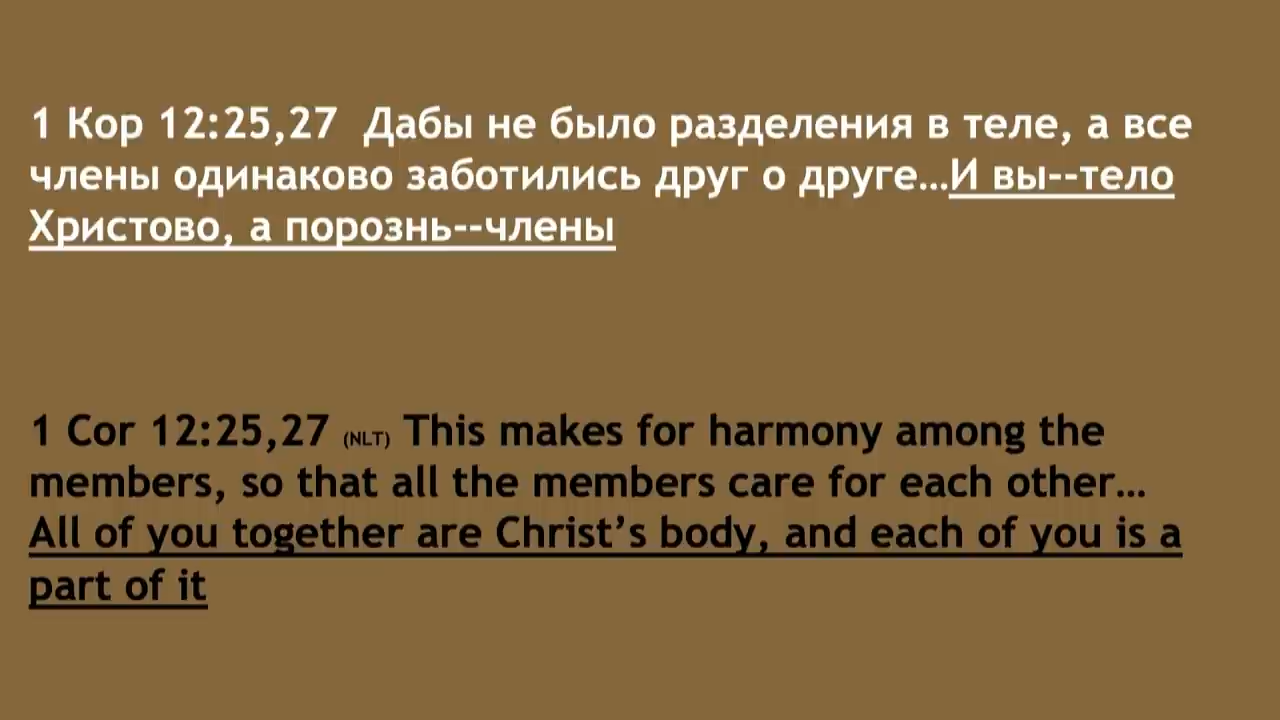 1 Кор 12:25,27 Дабы не было разделения в теле, а все
члены одинаково заботились друг о друге…И вы--тело
Христово, а порознь--члены
1 Cor 12:25,27 (NLT) This makes for harmony among the
members, so that all the members care for each other…
All of you together are Christ’s body, and each of you is a
part of it